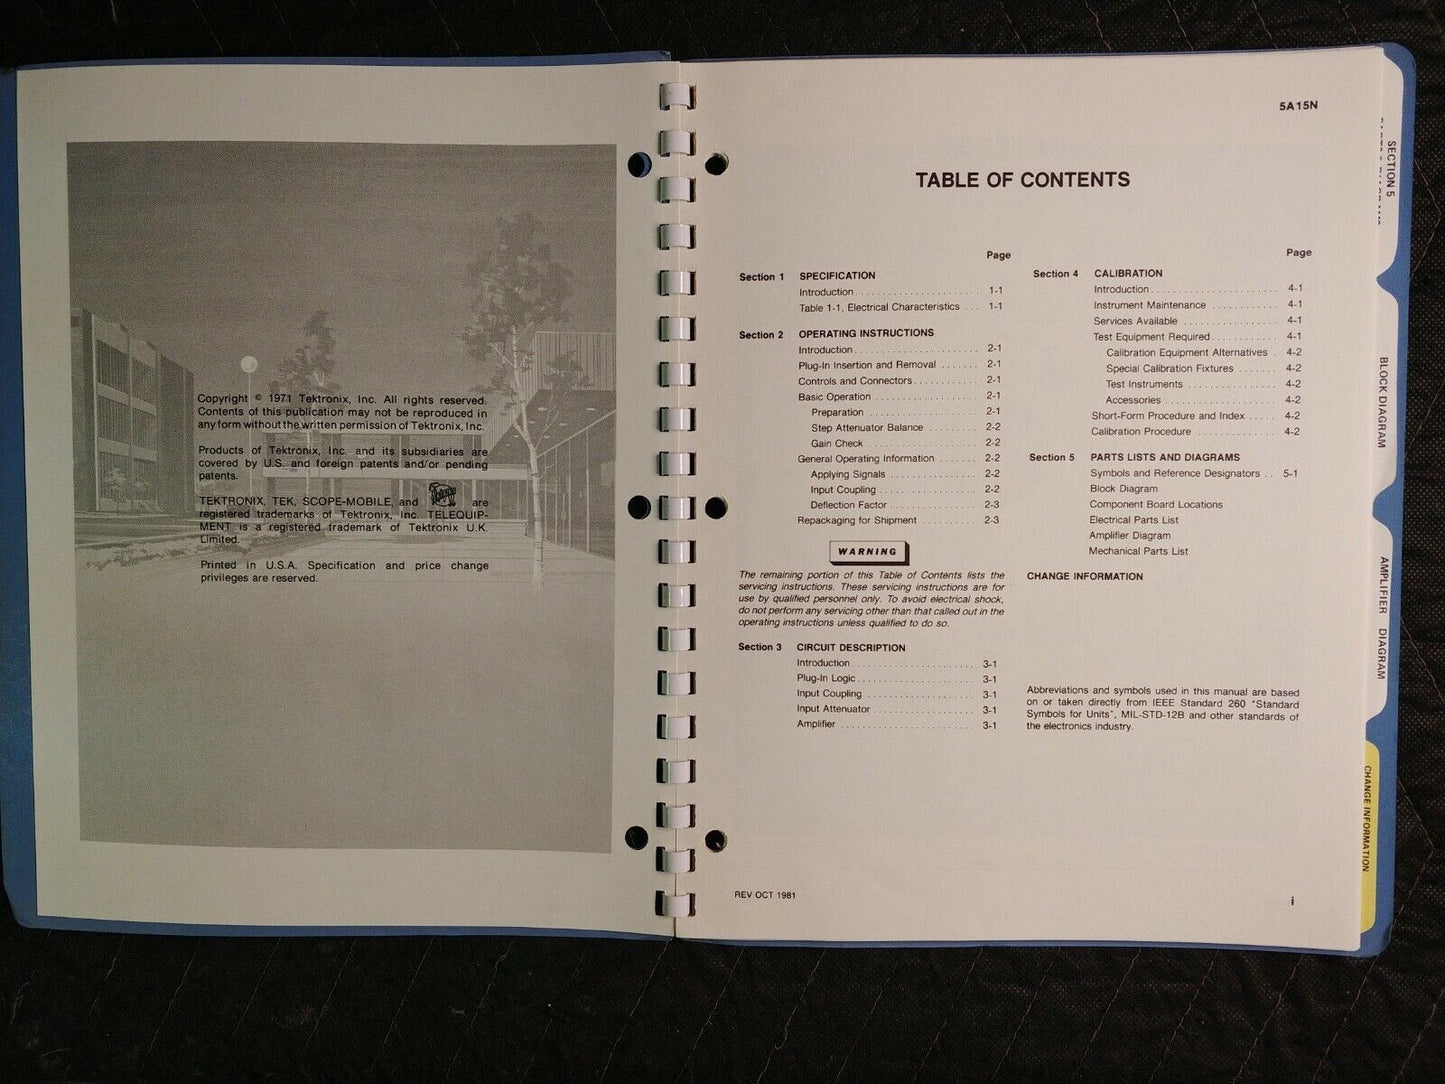 Copyright © 1971 Tektronix, Inc. All rights reserved.
Contents of this publication may not be reproduced in
any form without the written permission of Tektronix, Inc.
Products of Tektronix, Inc. and its subsidiaries are
covered by U.S. and foreign patents and/or pending
patents.
TEKTRONIX, TEK, SCOPE-MOBILE, and are
registered trademarks of Tektronix, Inc. TELEQUIP-
MENT is a registered trademark of Tektronix U.K.
Limited.
Printed in U.S.A. Specification and price change
privileges are reserved.
5A15N
TABLE OF CONTENTS
Page
Section 1 SPECIFICATION
Introduction . . . . . . . . . . . . . . . . . . . . . . . 1-1
Table 1-1, Electrical Characteristics . . . 1-1
Section 2 OPERATING INSTRUCTIONS
Introduction . . . . . . . . . . . . . . . . . . . . . . . 2-1
Plug-In Insertion and Removal . . . . . . . 2-1
Controls and Connectors . . . . . . . . . . . . 2-1
Basic Operation . . . . . . . . . . . . . . . . . . . 2-1
Preparation . . . . . . . . . . . . . . . . . . . . 2-1
Step Attenuator Balance . . . . . . . . . 2-2
Gain Check . . . . . . . . . . . . . . . . . . . . 2-2
General Operating Information . . . . . . . 2-2
Applying Signals . . . . . . . . . . . . . . . . 2-2
Input Coupling . . . . . . . . . . . . . . . . . . 2-2
Deflection Factor . . . . . . . . . . . . . . . . 2-3
Repackaging for Shipment . . . . . . . . . . 2-3
WARNING
The remaining portion of this Table of Contents lists the
servicing instructions. These servicing instructions are for
use by qualified personnel only. To avoid electrical shock,
do not perform any servicing other than that called out in the
operating instructions unless qualified to do so.
Section 3 CIRCUIT DESCRIPTION
Introduction . . . . . . . . . . . . . . . . . . . . . . . 3-1
Plug-In Logic . . . . . . . . . . . . . . . . . . . . . . 3-1
Input Coupling . . . . . . . . . . . . . . . . . . . . 3-1
Input Attenuator . . . . . . . . . . . . . . . . . . . 3-1
Amplifier . . . . . . . . . . . . . . . . . . . . . . . . . 3-1
Page
Section 4 CALIBRATION
Introduction . . . . . . . . . . . . . . . . . . . . . . . 4-1
Instrument Maintenance . . . . . . . . . . . . 4-1
Services Available . . . . . . . . . . . . . . . . . 4-1
Test Equipment Required . . . . . . . . . . . . 4-1
Calibration Equipment Alternatives . 4-2
Special Calibration Fixtures . . . . . . . 4-2
Test Instruments . . . . . . . . . . . . . . . . 4-2
Accessories . . . . . . . . . . . . . . . . . . . . 4-2
Short-Form Procedure and Index . . . . . 4-2
Calibration Procedure . . . . . . . . . . . . . . 4-2
Section 5 PARTS LISTS AND DIAGRAMS
Symbols and Reference Designators . . 5-1
Block Diagram
Component Board Locations
Electrical Parts List
Amplifier Diagram
Mechanical Parts List
CHANGE INFORMATION
Abbreviations and symbols used in this manual are based
on or taken directly from IEEE Standard 260 "Standard
Symbols for Units", MIL-STD-12B and other standards of
the electronics industry.
REV OCT 1981
i
SECTION 5
BLOCK DIAGRAM
AMPLIFIER DIAGRAM
CHANGE INFORMATION